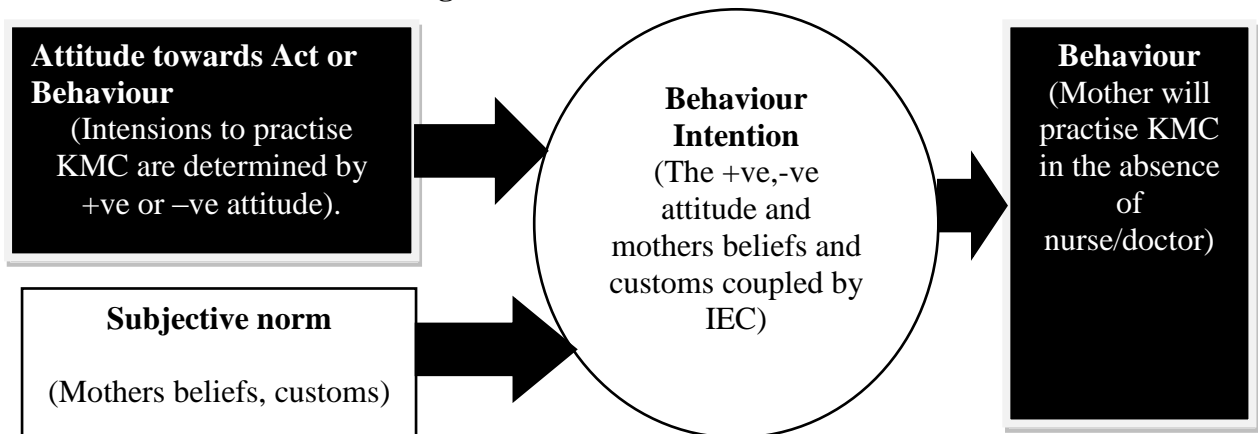 Attitude towards Act or
Behaviour
(Intensions to practise
KMC are determined by
+ve or –ve attitude).
Subjective norm
(Mothers beliefs, customs)
Behaviour
Intention
(The +ve,-ve
attitude and
mothers beliefs and
customs coupled by
IEC)
Behaviour
(Mother will
practise KMC
in the absence
of
nurse/doctor)